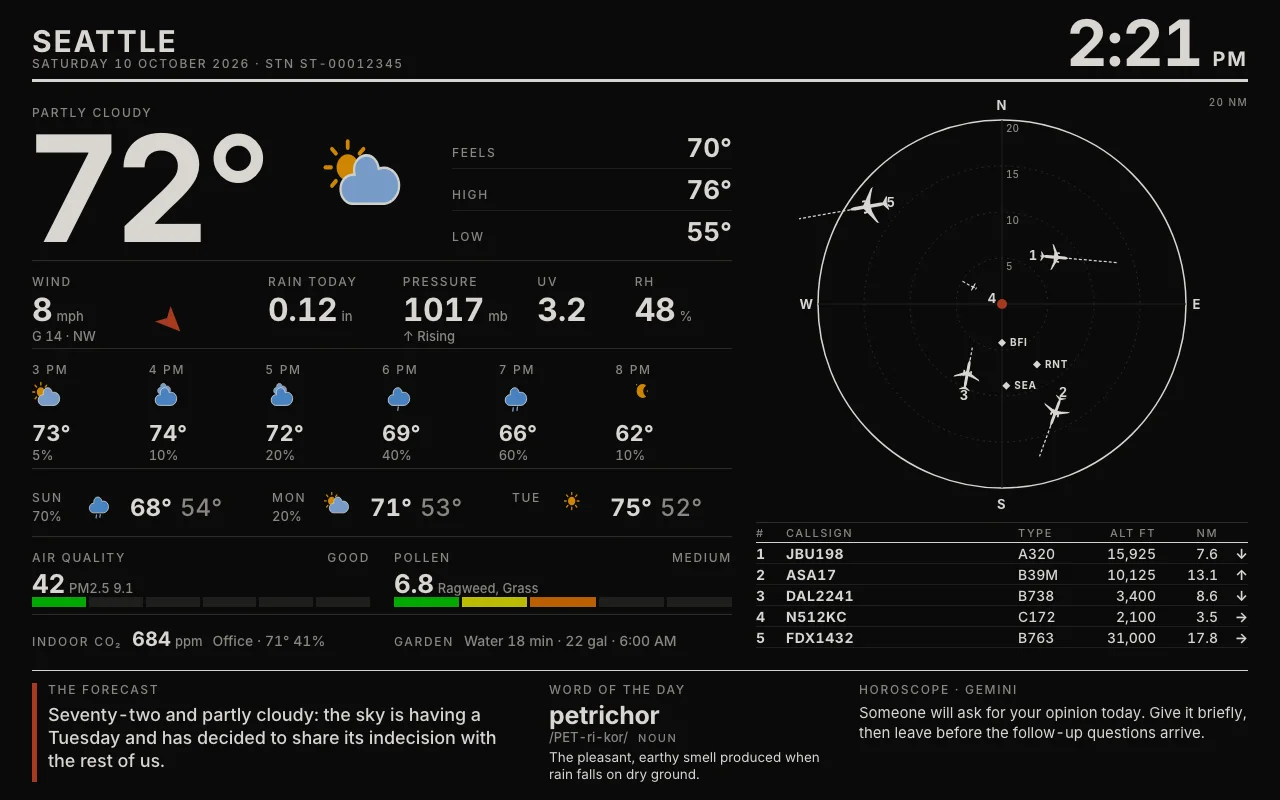 SEATTLE
SATURDAY 10 OCTOBER 2026 · STN ST-00012345
2:21 PM
PARTLY CLOUDY
72°
FEELS 70°
HIGH 76°
LOW 55°
WIND
8 mph
G 14 · NW
RAIN TODAY
0.12 in
PRESSURE
1017 mb
↑ Rising
UV
3.2
RH
48 %
3 PM 4 PM 5 PM 6 PM 7 PM 8 PM
73° 74° 72° 69° 66° 62°
5% 10% 20% 40% 60% 10%
SUN 68° 54°
70%
MON 71° 53°
20%
TUE 75° 52°
AIR QUALITY GOOD
42 PM2.5 9.1
POLLEN MEDIUM
6.8 Ragweed, Grass
INDOOR CO₂ 684 ppm Office · 71° 41%
GARDEN Water 18 min · 22 gal · 6:00 AM
20 NM
N
20
15
10
5
5
1
4
W
E
BFI
RNT
SEA
3
2
S
# CALLSIGN TYPE ALT FT NM
1 JBU198 A320 15,925 7.6 ↓
2 ASA17 B39M 10,125 13.1 ↑
3 DAL2241 B738 3,400 8.6 ↓
4 N512KC C172 2,100 3.5 →
5 FDX1432 B763 31,000 17.8 →
THE FORECAST
Seventy-two and partly cloudy: the sky is having a
Tuesday and has decided to share its indecision with
the rest of us.
WORD OF THE DAY
petrichor
/PET-ri-kor/ NOUN
The pleasant, earthy smell produced when
rain falls on dry ground.
HOROSCOPE · GEMINI
Someone will ask for your opinion today. Give it briefly,
then leave before the follow-up questions arrive.